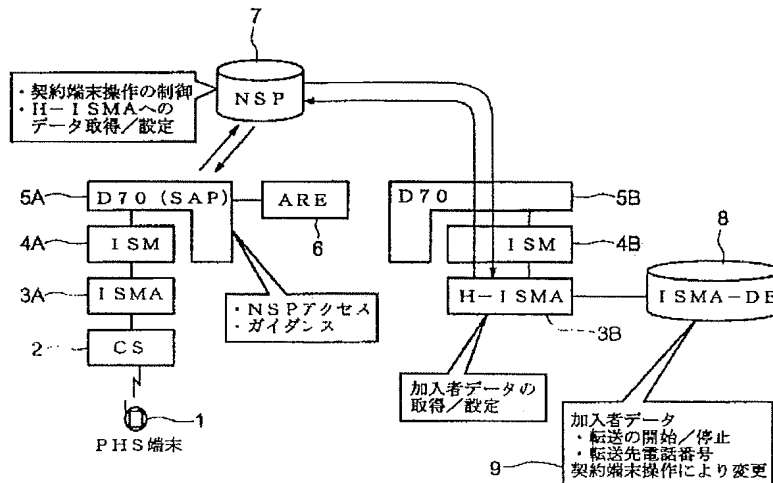 7
・契約端末操作の制御
・H－ISMAへの
データ取得／設定
NSP
5A
D70（SAP）
ARE
6
D70
5B
4A
ISM
ISM
4B
8
3A
ISMA
H－ISMA
3B
ISMA－DB
・NSPアクセス
・ガイダンス
2
CS
加入者データの
取得／設定
1
PHS端末
加入者データ
・転送の開始／停止
・転送先電話番号
契約端末操作により変更
9